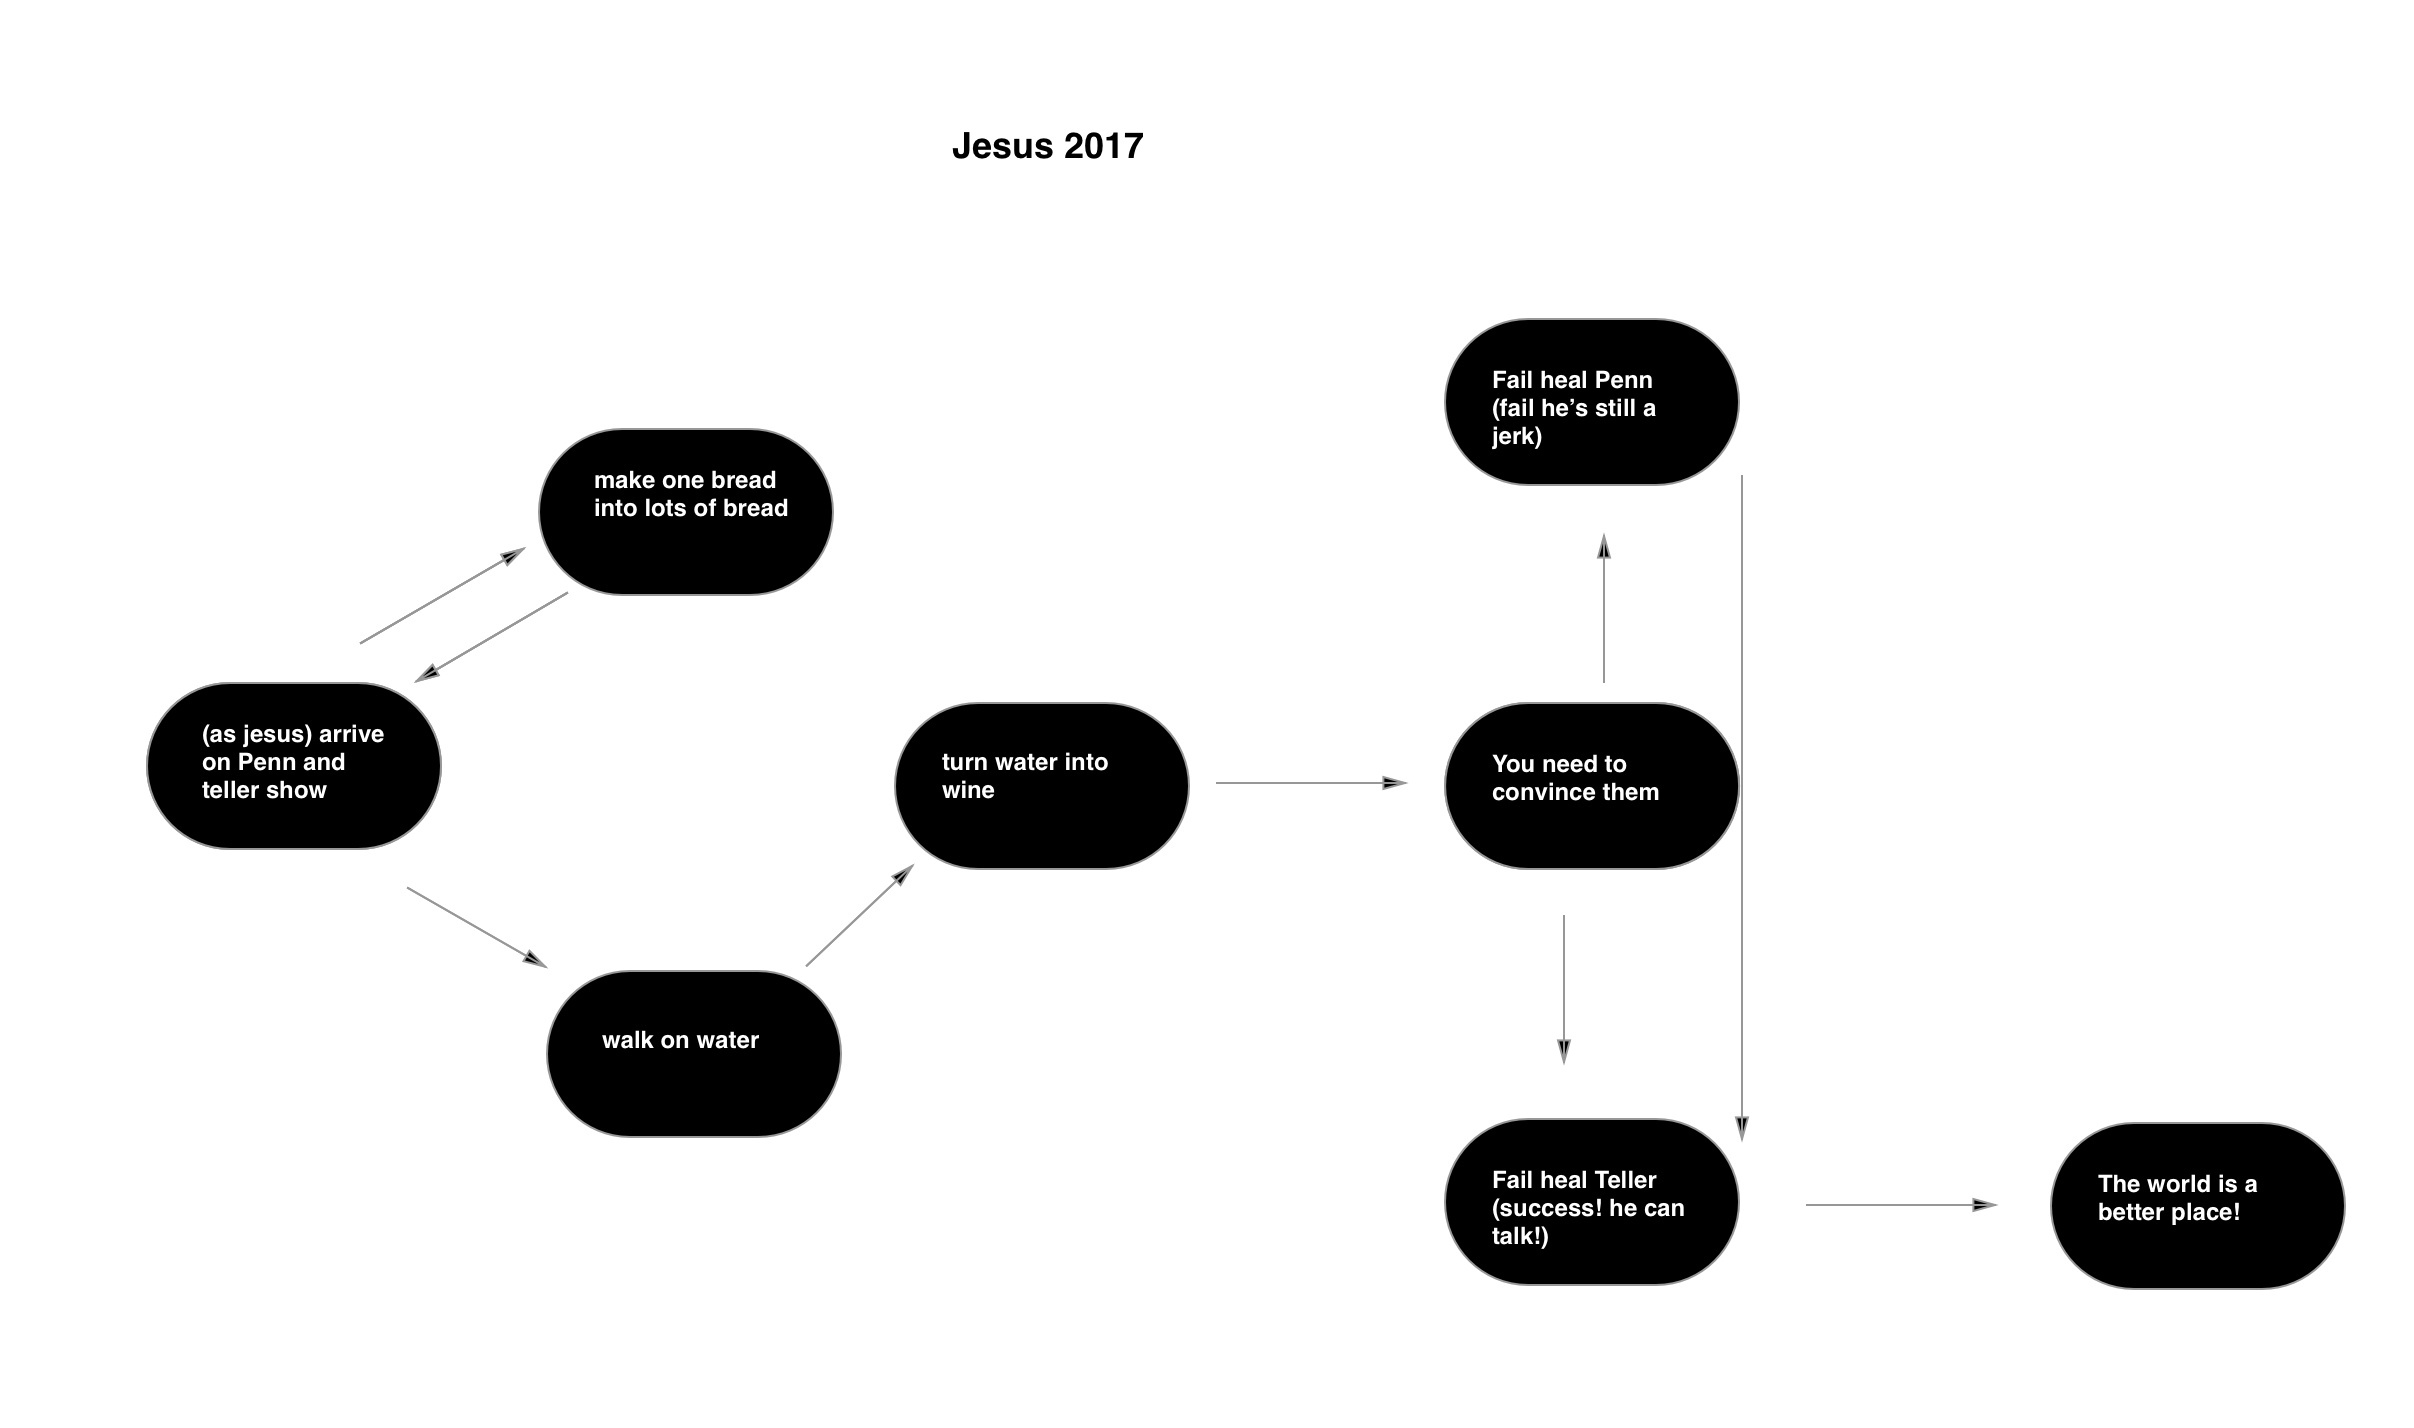 Jesus 2017
Fail heal Penn
(fail he’s still a
jerk)
make one bread
into lots of bread
(as jesus) arrive
on Penn and
teller show
turn water into
wine
You need to
convince them
walk on water
Fail heal Teller
(success! he can
talk!)
The world is a
better place!